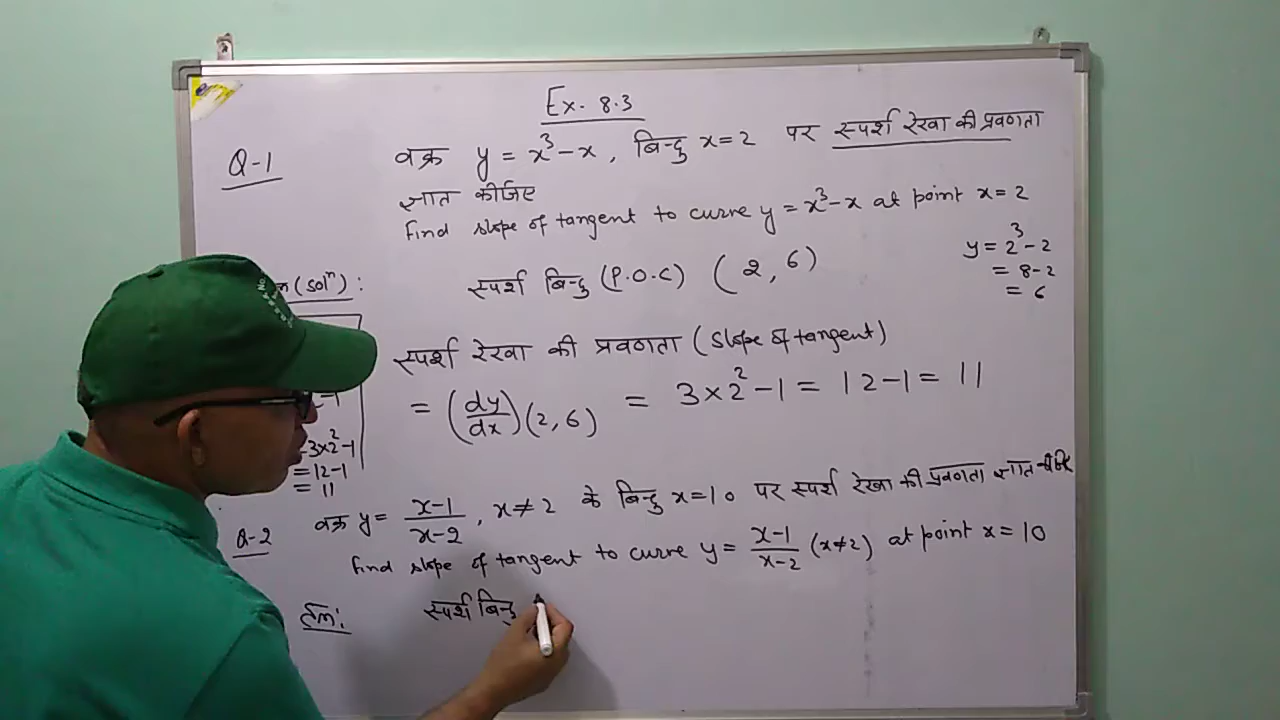 Ex. 8.3
Q-1
वक्र y = x³-x, बिन्दु x=2 पर स्पर्श रेखा की प्रवणता
ज्ञात कीजिए
Find slope of tangent to curve y = x³-x at point x = 2
y = 2³-2
= 8-2
= 6
(solⁿ) :
स्पर्श बिन्दु (P.O.C) (2, 6)
स्पर्श रेखा की प्रवणता (slope of tangent)
= (dy/dx)(2, 6) = 3×2²-1 = 12-1 = 11
3x2²-1
= 12-1
= 11
Q-2
वक्र y = x-1/x-2, x≠2 के बिन्दु x=10 पर स्पर्श रेखा की प्रवणता ज्ञात
Find slope of tangent to curve y = x-1/x-2 (x≠2) at point x = 10
हल:
स्पर्श बिन्दु